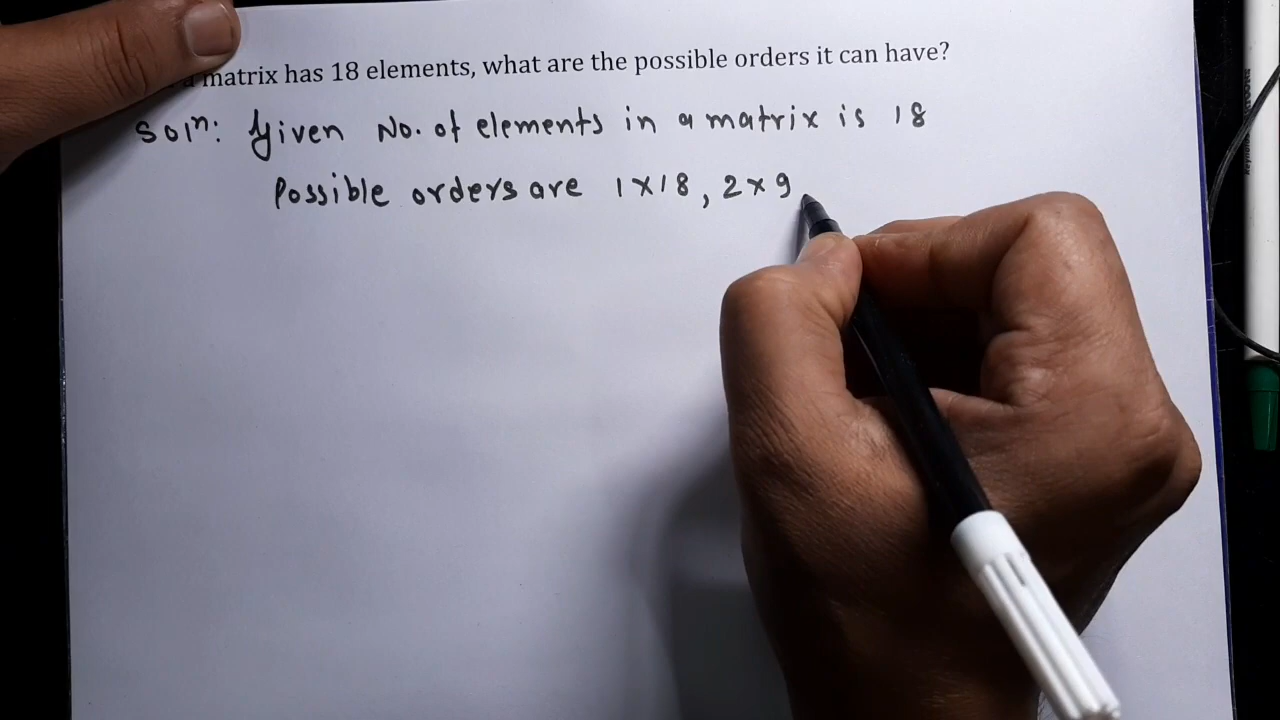 matrix has 18 elements, what are the possible orders it can have?
Solⁿ: Given No. of elements in a matrix is 18
Possible orders are 1×18, 2×9